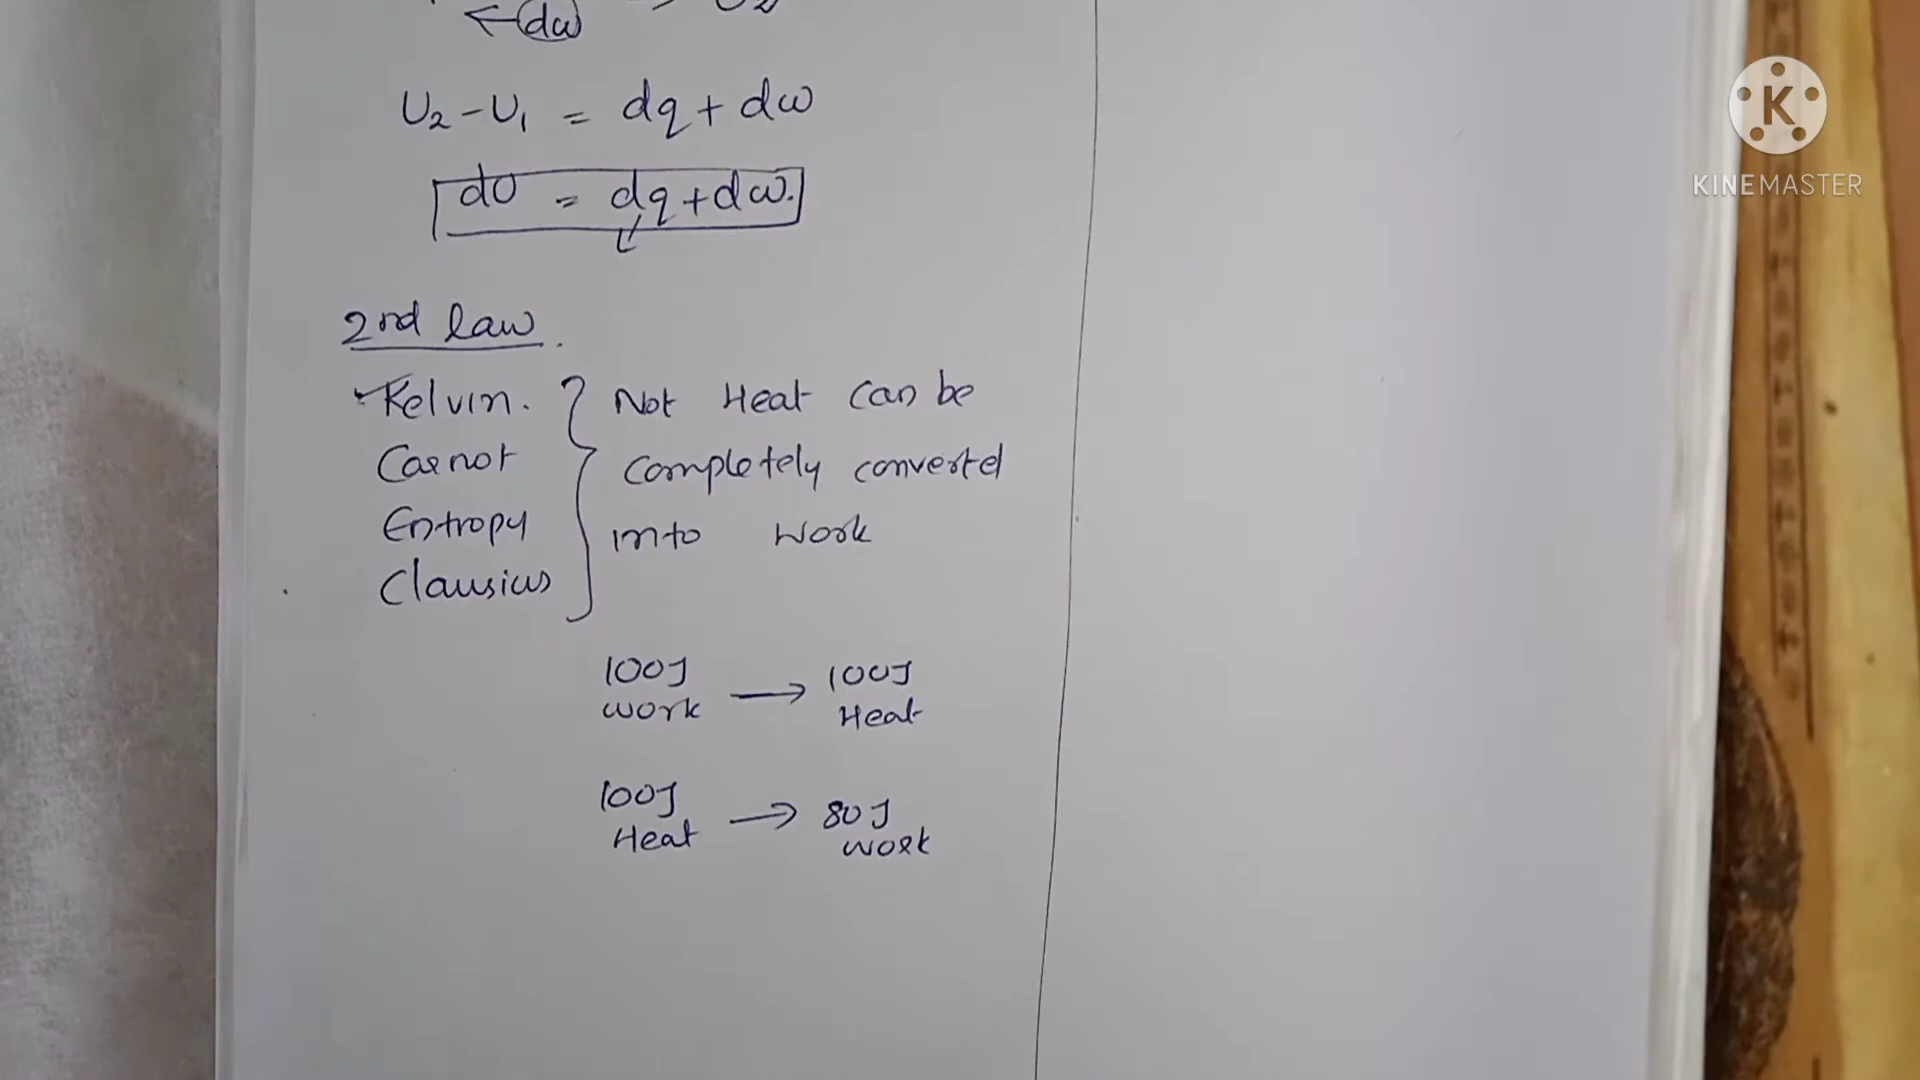 ←dw → U2
U2-U1 = dq+dw
dU = dq+dw.
2nd law.
Kelvin. Not Heat can be
Carnot completely converted
Entropy into work
Clausius
100J → 100J
work Heat
100J → 80J
Heat work
K
KINEMASTER